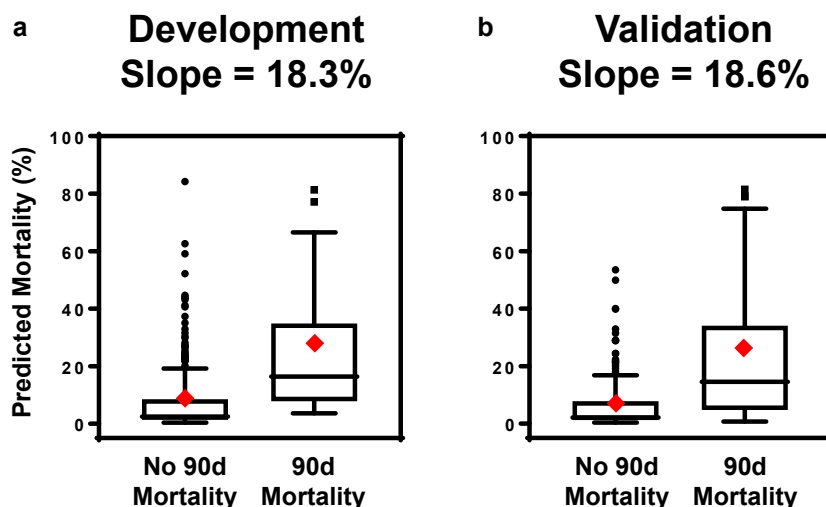 a
Development
Slope = 18.3%
b
Validation
Slope = 18.6%
Predicted Mortality (%)
100
80
60
40
20
0
No 90d
Mortality
90d
Mortality
100
80
60
40
20
0
No 90d
Mortality
90d
Mortality